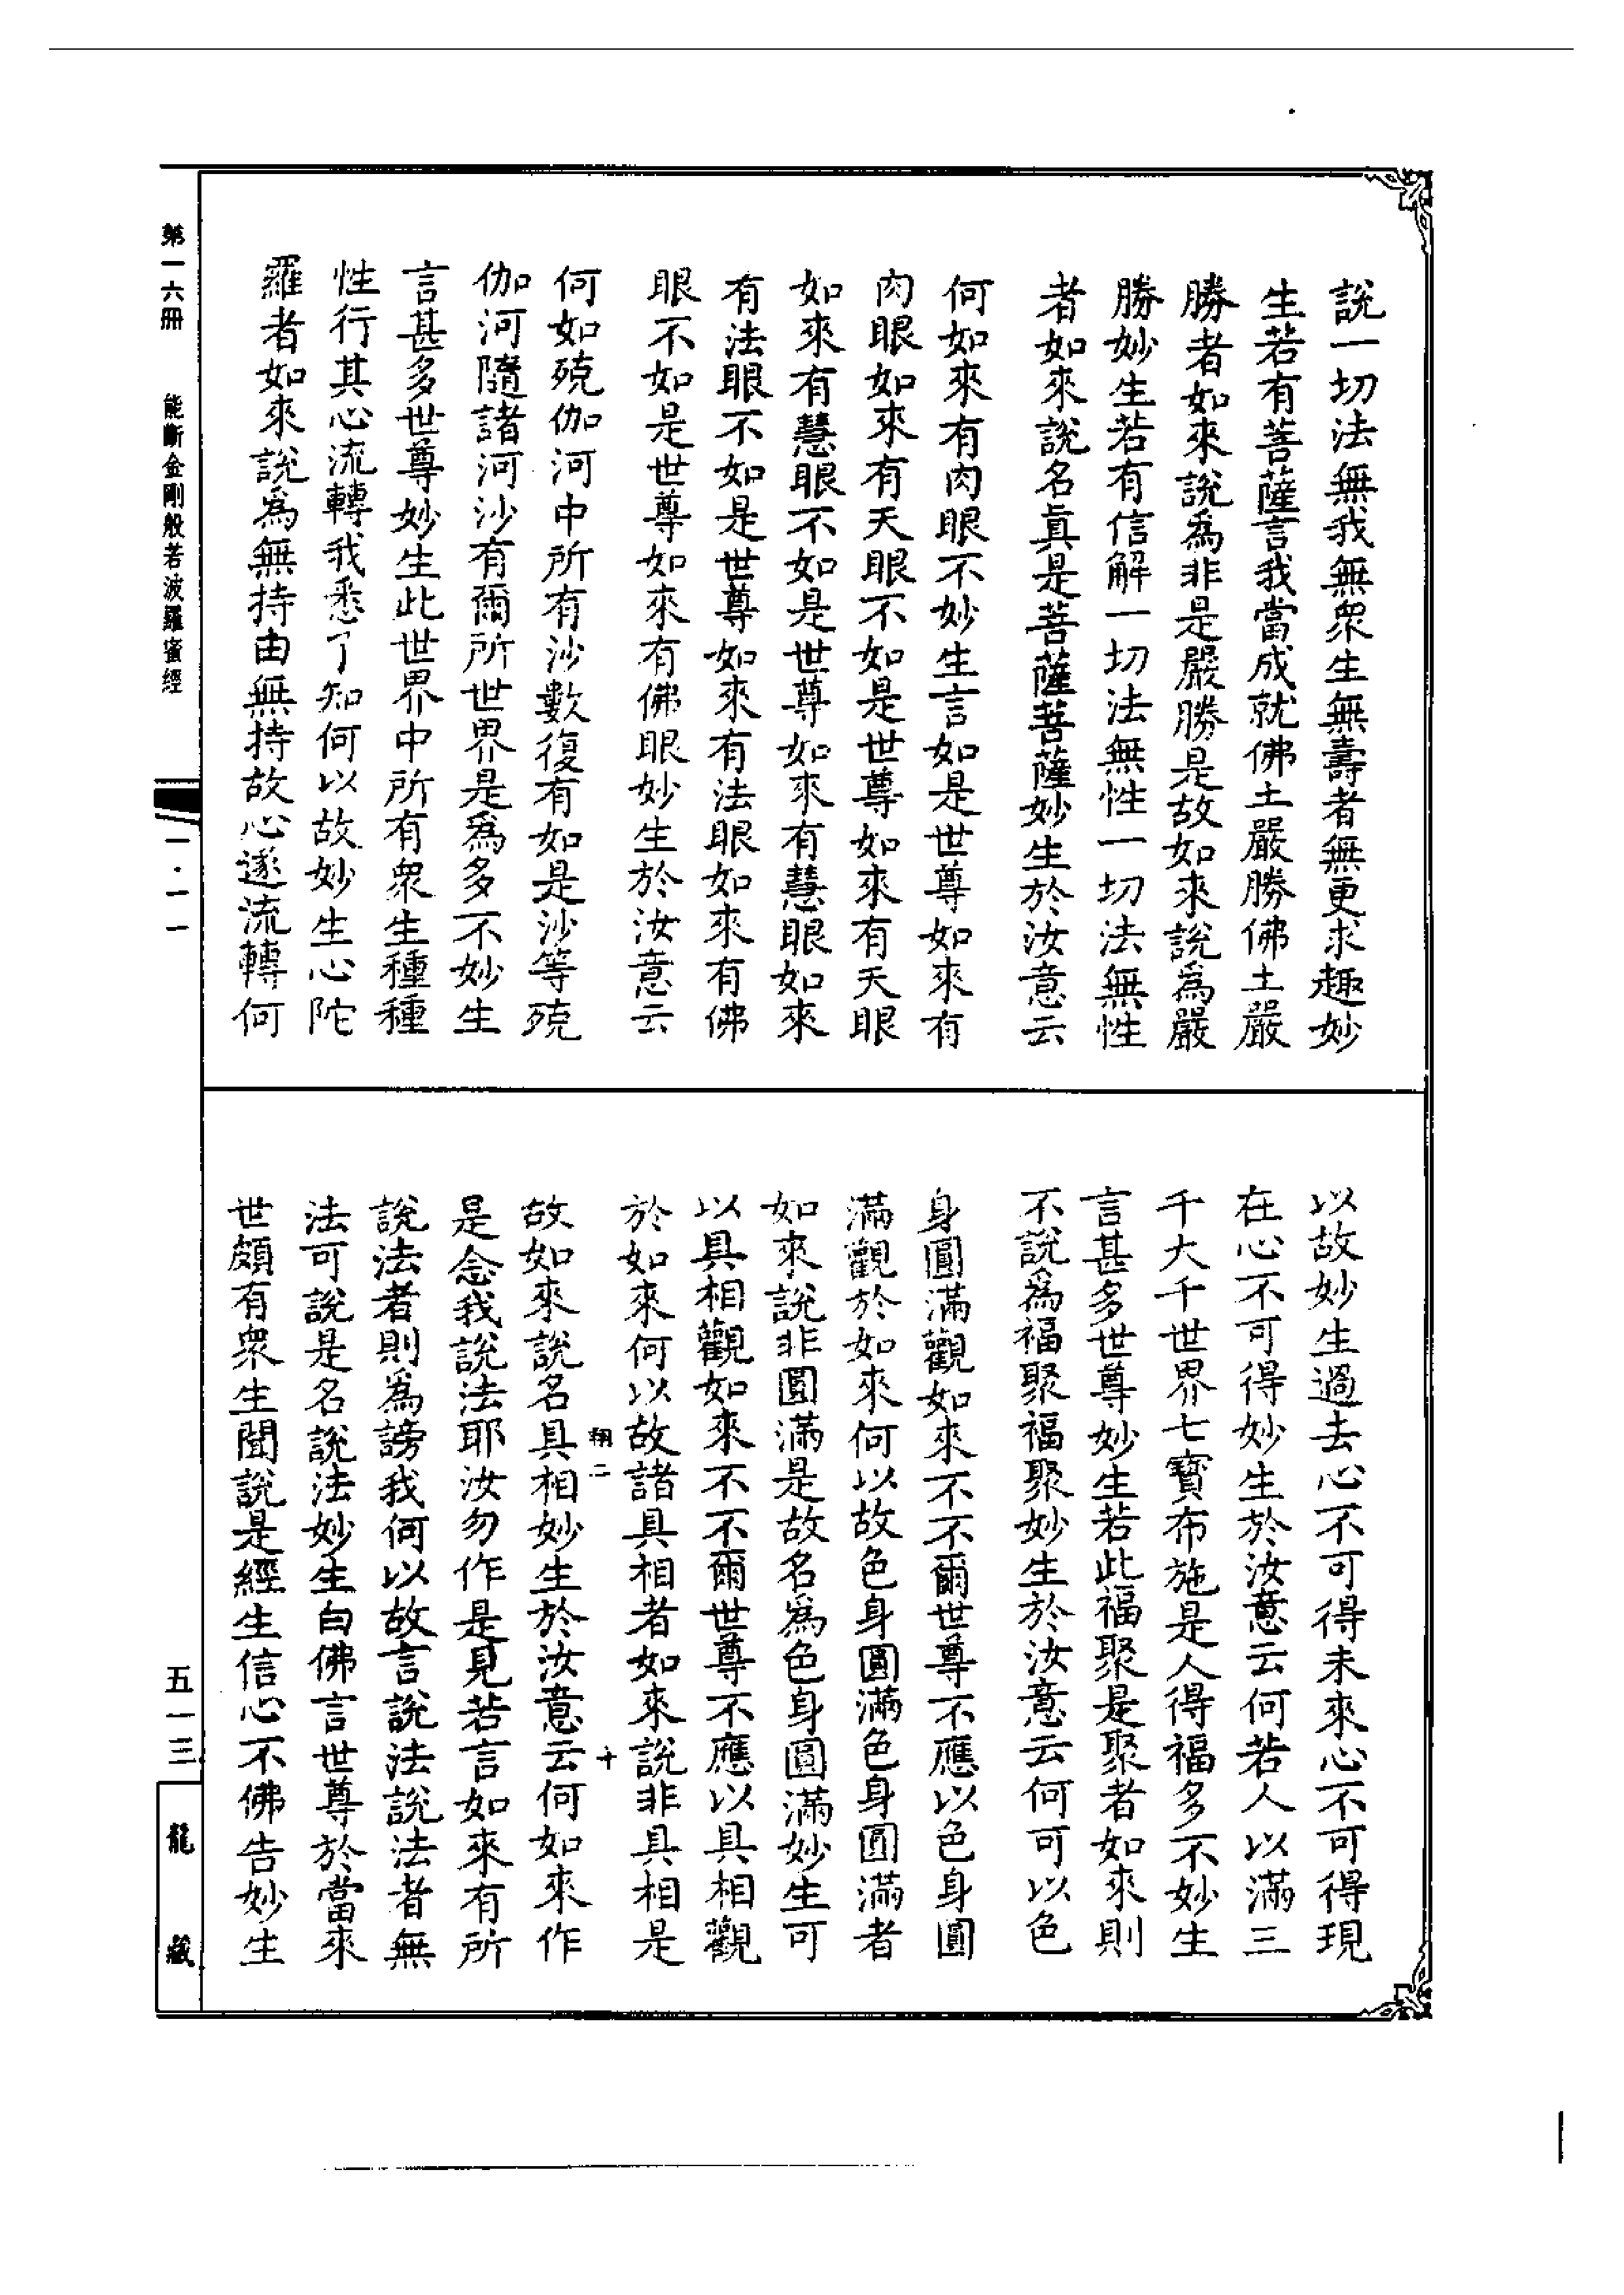 說一切法無我無衆生無壽者無更求趣妙
生若有菩薩言我當成就佛土嚴勝佛土嚴
勝者如來說爲非是嚴勝是故如來說爲嚴
勝妙生若有信解一切法無性一切法無性
者如來說名眞是菩薩菩薩妙生於汝意云
何如來有肉眼不妙生言如是世尊如來有
肉眼如來有天眼不如是世尊如來有天眼
如來有慧眼不如是世尊如來有慧眼如來
有法眼不如是世尊如來有法眼如來有佛
眼不如是世尊如來有佛眼妙生於汝意云
何如殑伽河中所有沙數復有如是沙等殑
伽河隨諸河沙有爾所世界是爲多不妙生
言甚多世尊妙生此世界中所有衆生種種
性行其心流轉我悉了知何以故妙生心陀
羅者如來說爲無持由無持故心遂流轉何
以故妙生過去心不可得未來心不可得現
在心不可得妙生於汝意云何若人以滿三
千大千世界七寶布施是人得福多不妙生
言甚多世尊妙生若此福聚是聚者如來則
不說爲福聚福聚妙生於汝意云何可以色
身圓滿觀如來不不爾世尊不應以色身圓
滿觀於如來何以故色身圓滿色身圓滿者
如來說非圓滿是故名爲色身圓滿妙生可
以具相觀如來不不爾世尊不應以具相觀
於如來何以故諸具相者如來說非具相是
翔二 十
故如來說名具相妙生於汝意云何如來作
是念我說法耶汝勿作是見若言如來有所
說法者則爲謗我何以故言說法說法者無
法可說是名說法妙生白佛言世尊於當來
世頗有衆生聞說是經生信心不佛告妙生
第一六册 能斷金剛般若波羅蜜經
一·一一
五一三
龍藏